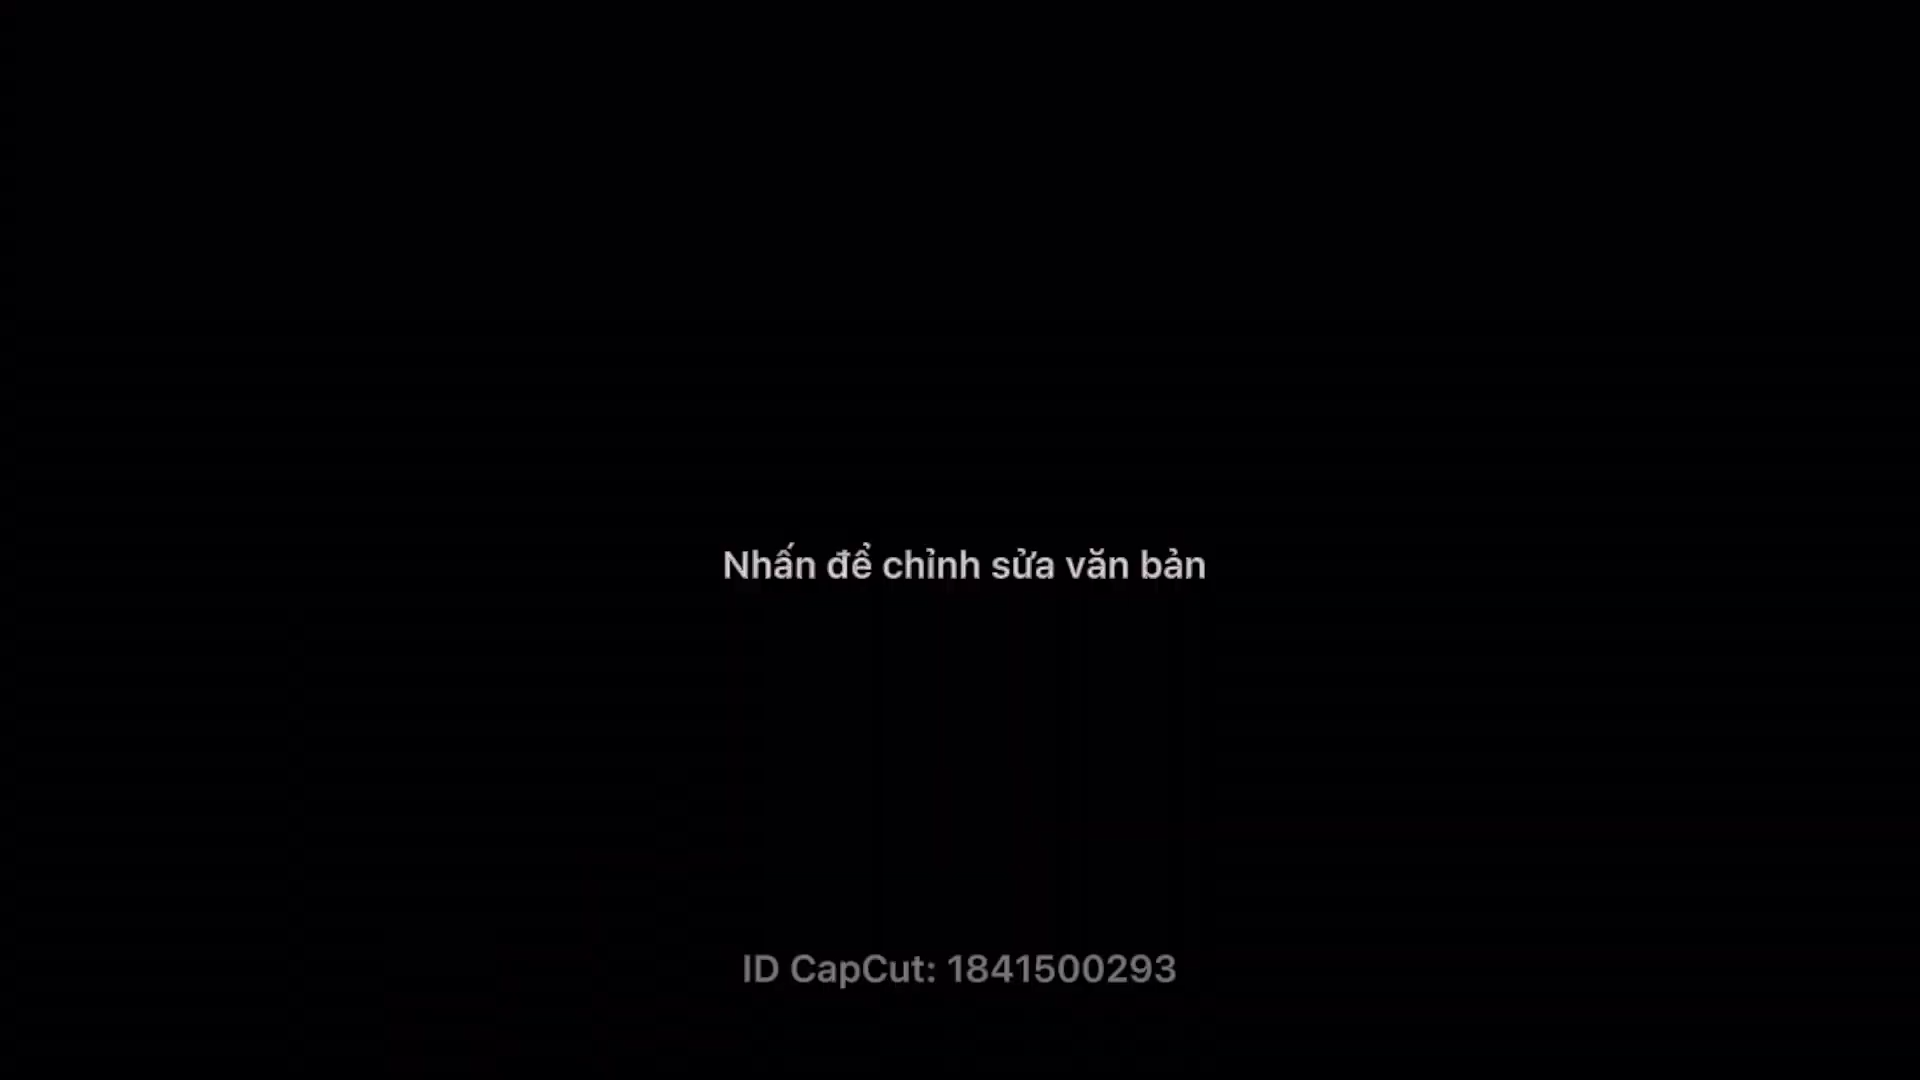 Nhấn để chỉnh sửa văn bản
ID CapCut: 1841500293